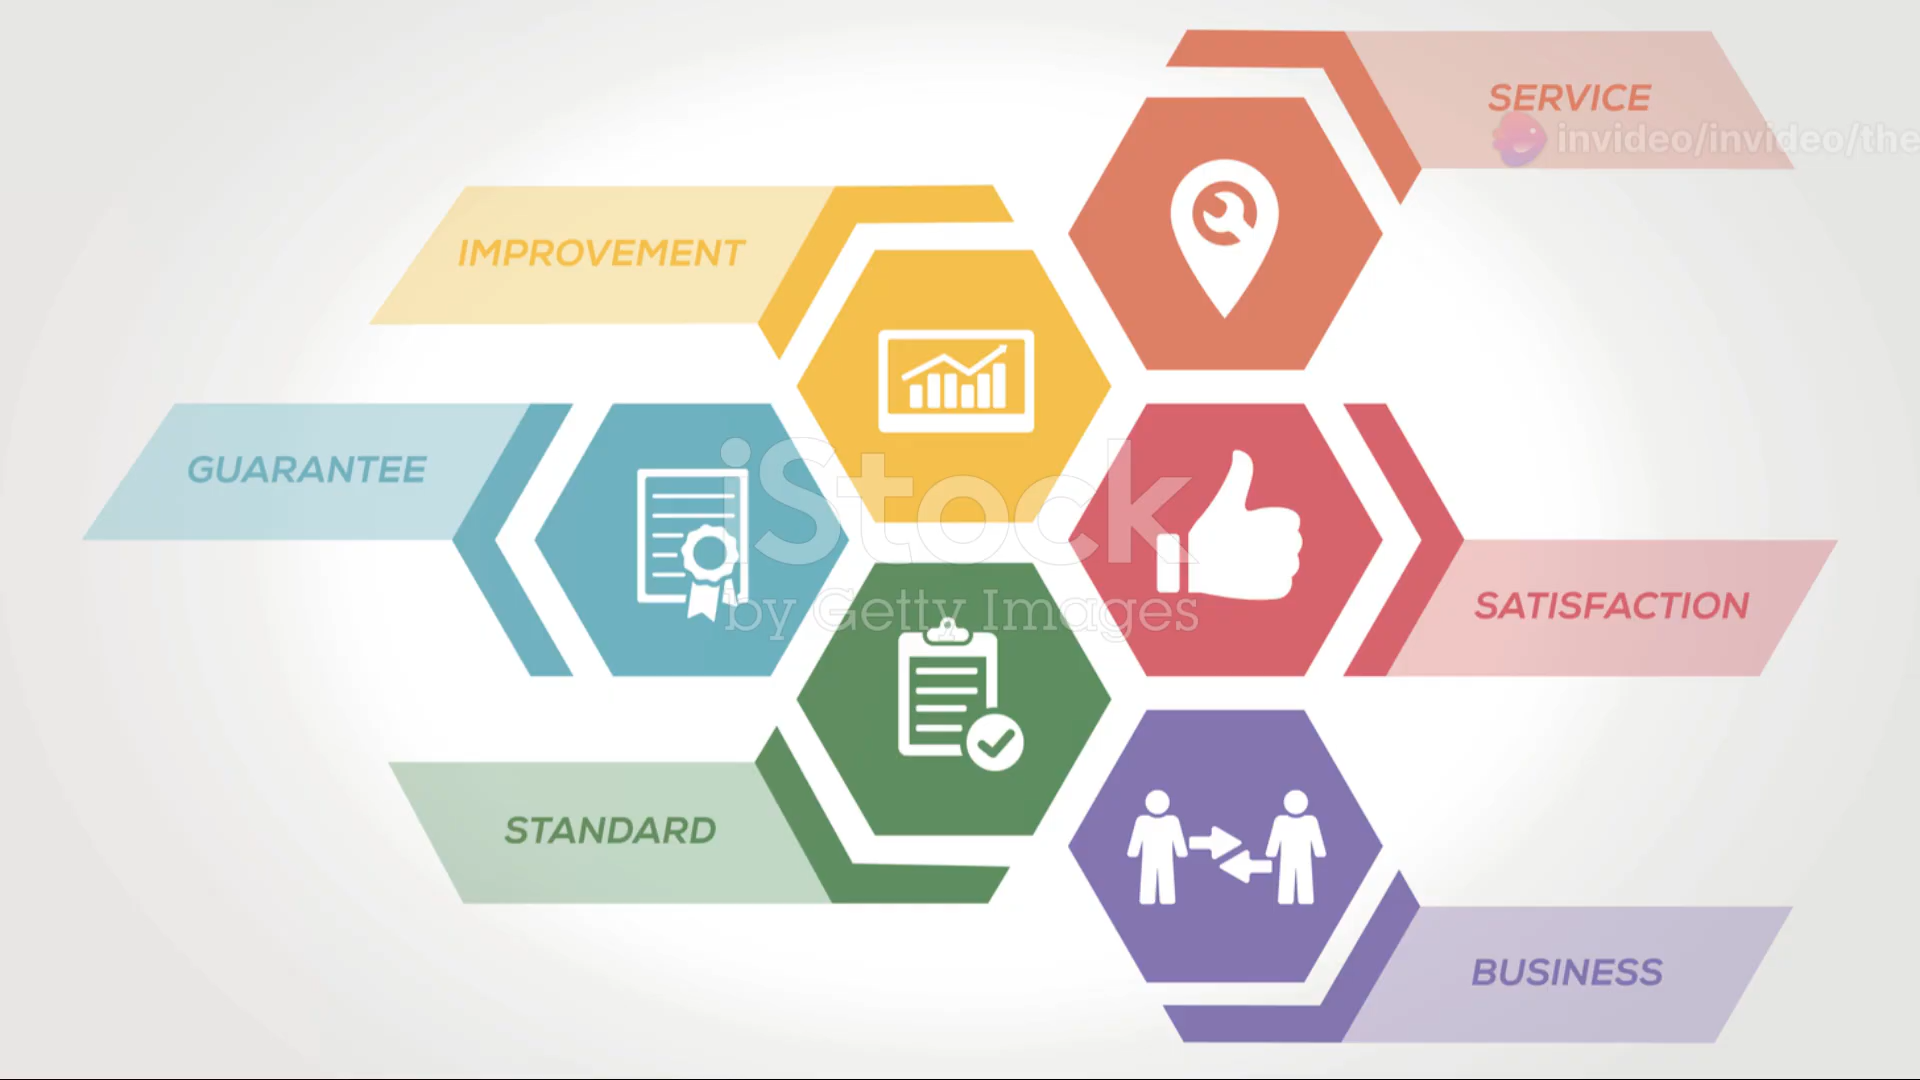 SERVICE
invideo/invideo/the
IMPROVEMENT
GUARANTEE
iStock
by Getty Images
SATISFACTION
STANDARD
BUSINESS